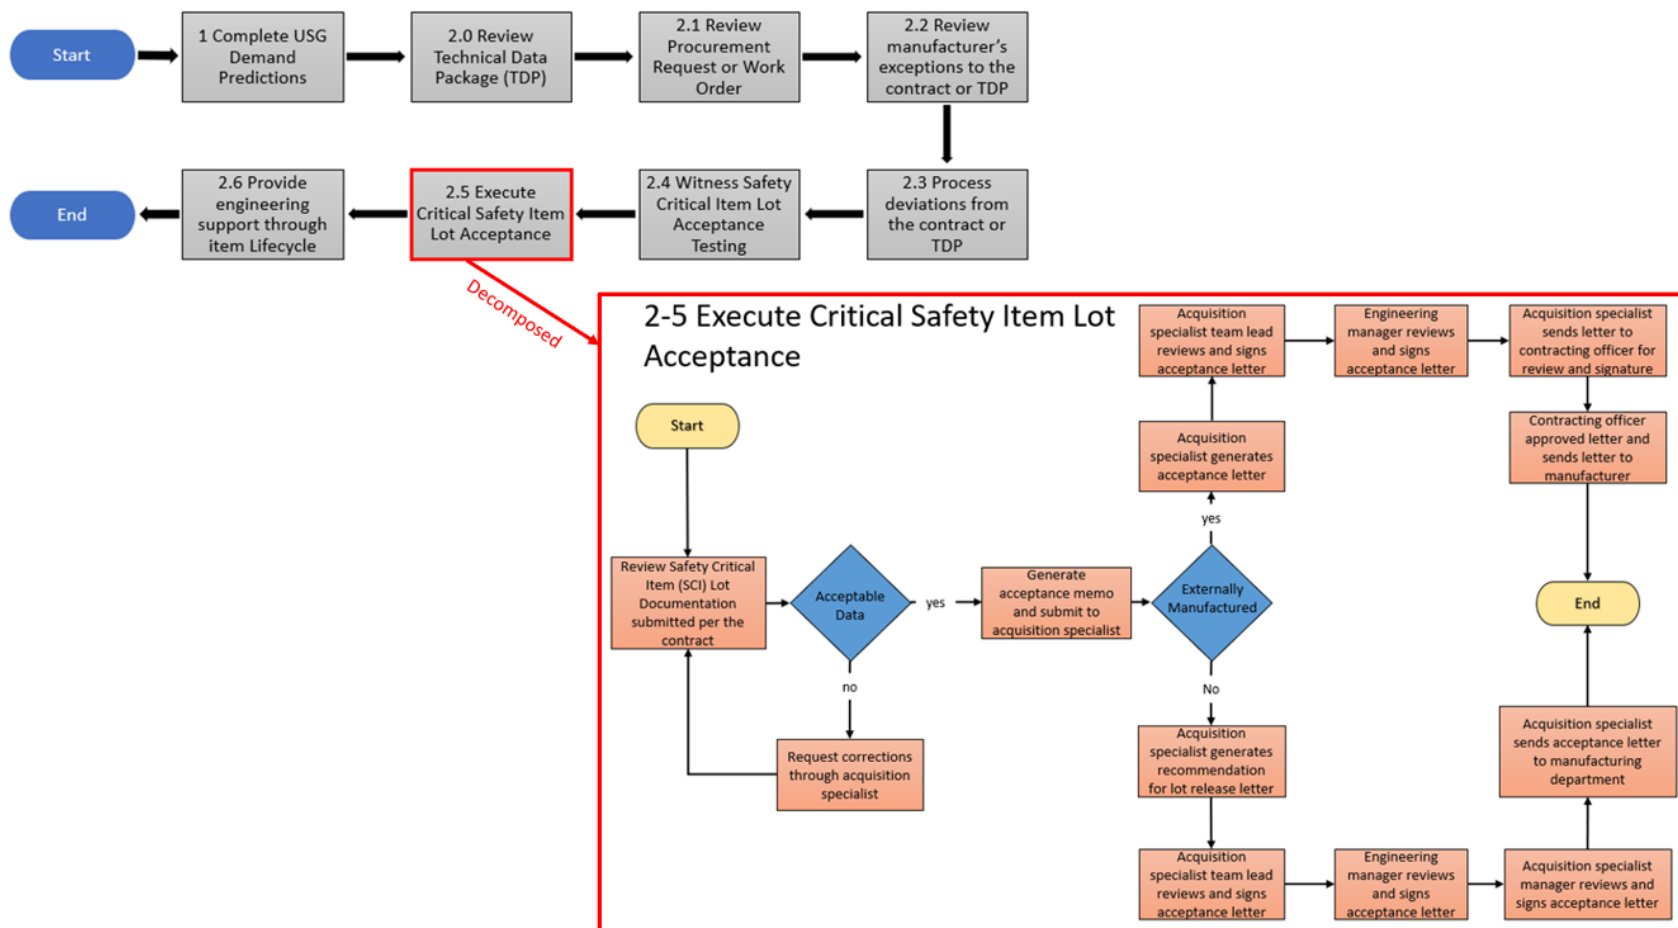 Start
1 Complete USG
Demand
Predictions
2.0 Review
Technical Data
Package (TDP)
2.1 Review
Procurement
Request or Work
Order
2.2 Review
manufacturer's
exceptions to the
contract or TDP
End
2.6 Provide
engineering
support through
item Lifecycle
2.5 Execute
Critical Safety Item
Lot Acceptance
2.4 Witness Safety
Critical Item Lot
Acceptance
Testing
2.3 Process
deviations from
the contract or
TDP
Decomposed
2-5 Execute Critical Safety Item Lot
Acceptance
Start
Review Safety Critical
Item (SCI) Lot
Documentation
submitted per the
contract
Acceptable
Data
yes
no
Request corrections
through acquisition
specialist
Generate
acceptance memo
and submit to
acquisition specialist
Externally
Manufactured
yes
Acquisition
specialist generates
acceptance letter
Acquisition
specialist team lead
reviews and signs
acceptance letter
Engineering
manager reviews
and signs
acceptance letter
Acquisition specialist
sends letter to
contracting officer for
review and signature
Contracting officer
approved letter and
sends letter to
manufacturer
End
No
Acquisition
specialist generates
recommendation
for lot release letter
Acquisition
specialist team lead
reviews and signs
acceptance letter
Engineering
manager reviews
and signs
acceptance letter
Acquisition specialist
manager reviews and
signs acceptance letter
Acquisition specialist
sends acceptance letter
to manufacturing
department